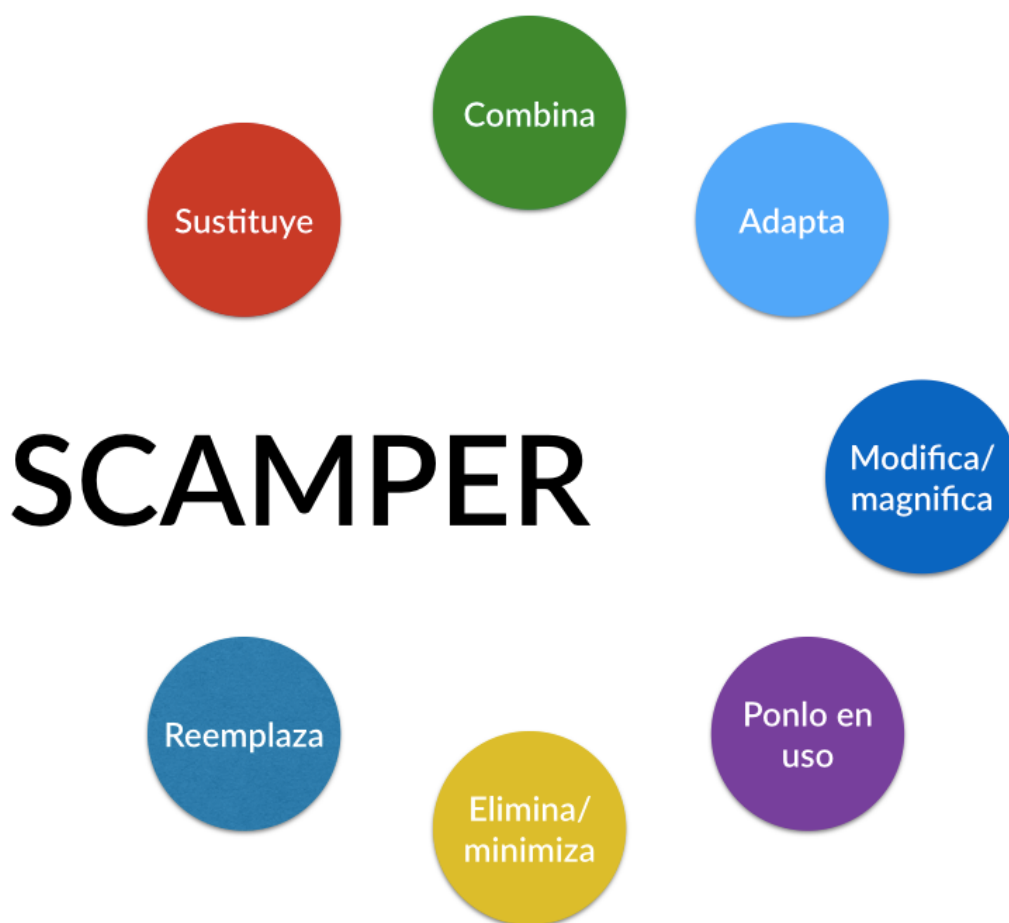 Combina
Sustituye
Adapta
SCAMPER
Modifica/
magnifica
Reemplaza
Ponlo en
uso
Elimina/
minimiza